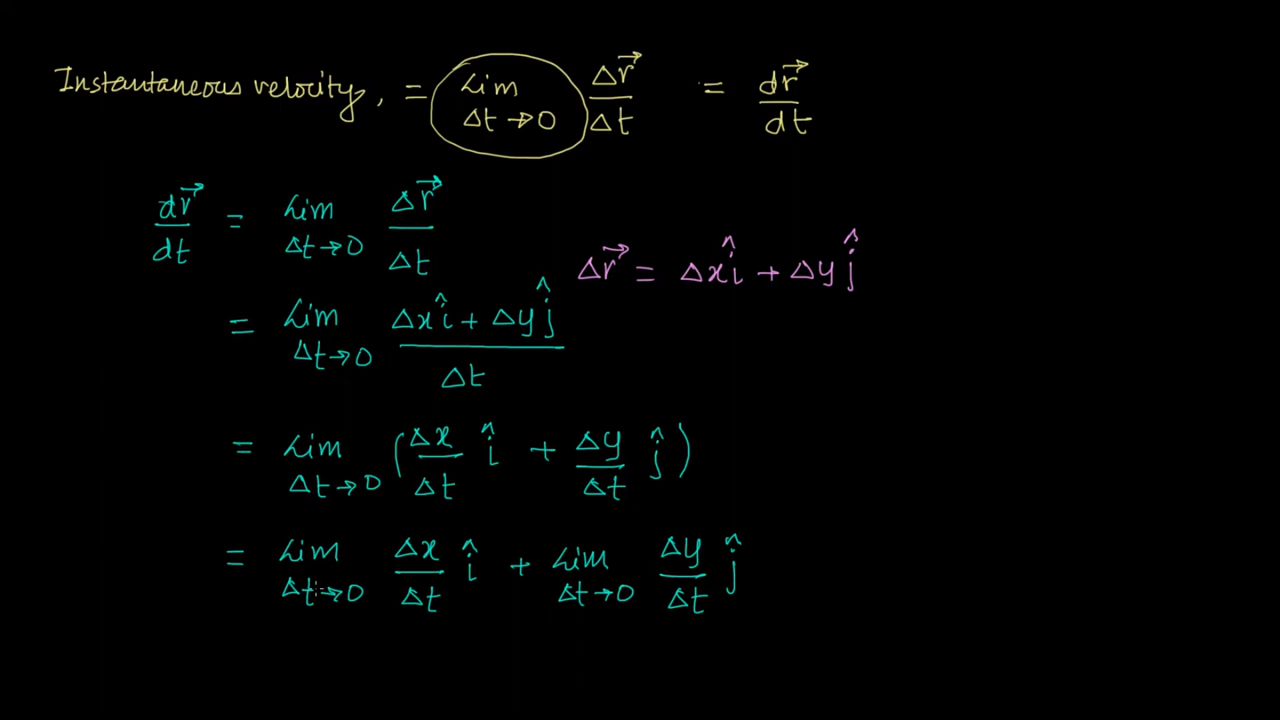 Instantaneous velocity, = Lim Δt→0 Δr⃗/Δt = dr⃗/dt
dr⃗/dt = Lim Δt→0 Δr⃗/Δt
Δr⃗ = Δx î + Δy ĵ
= Lim Δt→0 (Δx î + Δy ĵ)/Δt
= Lim Δt→0 (Δx/Δt î + Δy/Δt ĵ)
= Lim Δt→0 Δx/Δt î + Lim Δt→0 Δy/Δt ĵ